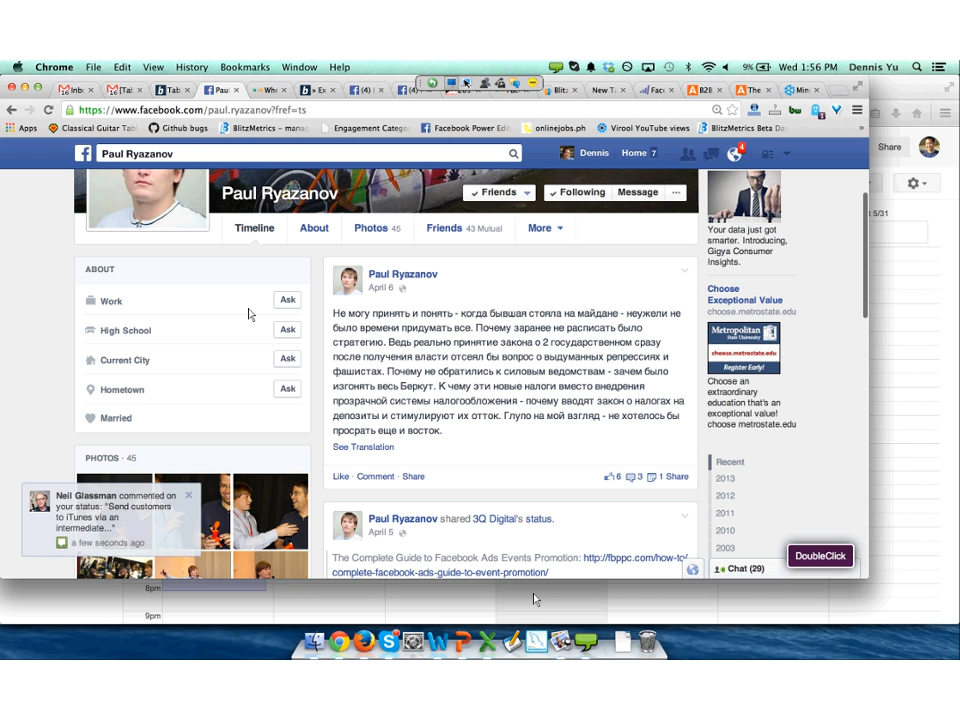 Chrome File Edit View History Bookmarks Window Help
9% Wed 1:56 PM Dennis Yu
https://www.facebook.com/paul.ryazanov?fref=ts
Apps Classical Guitar Tabl Github bugs BlitzMetrics - manag Engagement Catego Facebook Power Edit onlinejobs.ph Virool YouTube views BlitzMetrics Beta Da »
Paul Ryazanov
Dennis Home 7
4
Share
Paul Ryazanov
Friends Following Message ...
Timeline About Photos 45 Friends 43 Mutual More
ABOUT
Work Ask
High School Ask
Current City Ask
Hometown Ask
Married
PHOTOS · 45
Neil Glassman commented on
your status: "Send customers
to iTunes via an
intermediate..."
a few seconds ago
Paul Ryazanov
April 6
Не могу принять и понять - когда бывшая стояла на майдане - неужели не
было времени придумать все. Почему заранее не расписать было
стратегию. Ведь реально принятие закона о 2 государственном сразу
после получения власти отсеял бы вопрос о выдуманных репрессиях и
фашистах. Почему не обратились к силовым ведомствам - зачем было
изгонять весь Беркут. К чему эти новые налоги вместо внедрения
прозрачной системы налогообложения - почему вводят закон о налогах на
депозиты и стимулируют их отток. Глупо на мой взгляд - не хотелось бы
просрать еще и восток.
See Translation
Like · Comment · Share
6 3 1 Share
Paul Ryazanov shared 3Q Digital's status.
April 5
The Complete Guide to Facebook Ads Events Promotion: http://fbppc.com/how-to/
complete-facebook-ads-guide-to-event-promotion/
Your data just got
smarter. Introducing,
Gigya Consumer
Insights.
Choose
Exceptional Value
choose.metrostate.edu
Metropolitan
State University
choose.metrostate.edu
Register Early!
Choose an
extraordinary
education that's an
exceptional value!
choose.metrostate.edu
Recent
2013
2012
2011
2010
2003
DoubleClick
Chat (29)
5/31
8pm
9pm